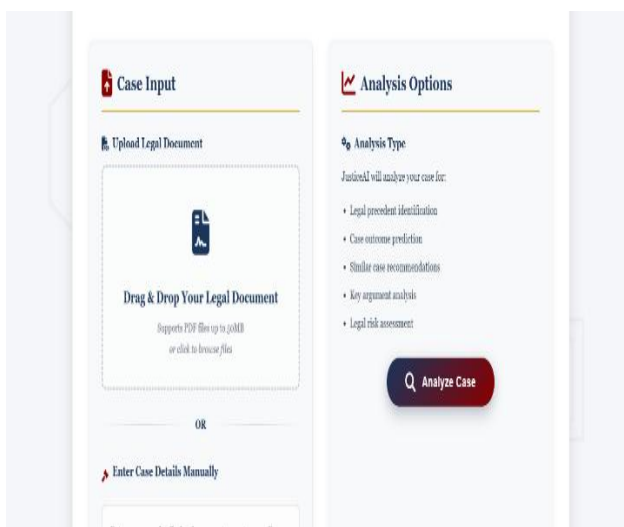 Case Input
Upload Legal Document
Drag & Drop Your Legal Document
Supports PDF files up to 50MB
or click to browse files
OR
Enter Case Details Manually
Analysis Options
Analysis Type
JusticeAI will analyze your case for:
• Legal precedent identification
• Case outcome prediction
• Similar case recommendations
• Key argument analysis
• Legal risk assessment
Analyze Case